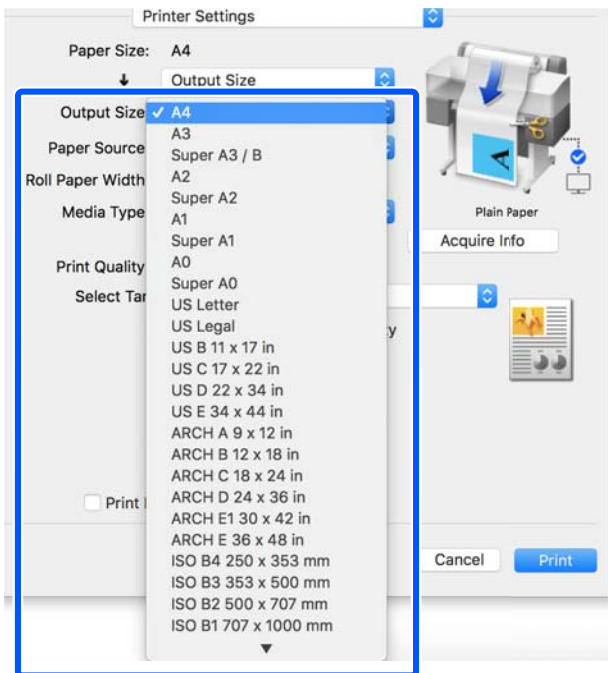 Printer Settings
Paper Size: A4
Output Size
Output Size ✓ A4
A3
Paper Source
Super A3 / B
Roll Paper Width
A2
Super A2
Media Type
A1
Plain Paper
Super A1
Acquire Info
Print Quality
A0
Super A0
Select Tar
US Letter
US Legal
y
US B 11 x 17 in
US C 17 x 22 in
US D 22 x 34 in
US E 34 x 44 in
ARCH A 9 x 12 in
ARCH B 12 x 18 in
ARCH C 18 x 24 in
ARCH D 24 x 36 in
Print
ARCH E1 30 x 42 in
ARCH E 36 x 48 in
ISO B4 250 x 353 mm
Cancel Print
ISO B3 353 x 500 mm
ISO B2 500 x 707 mm
ISO B1 707 x 1000 mm